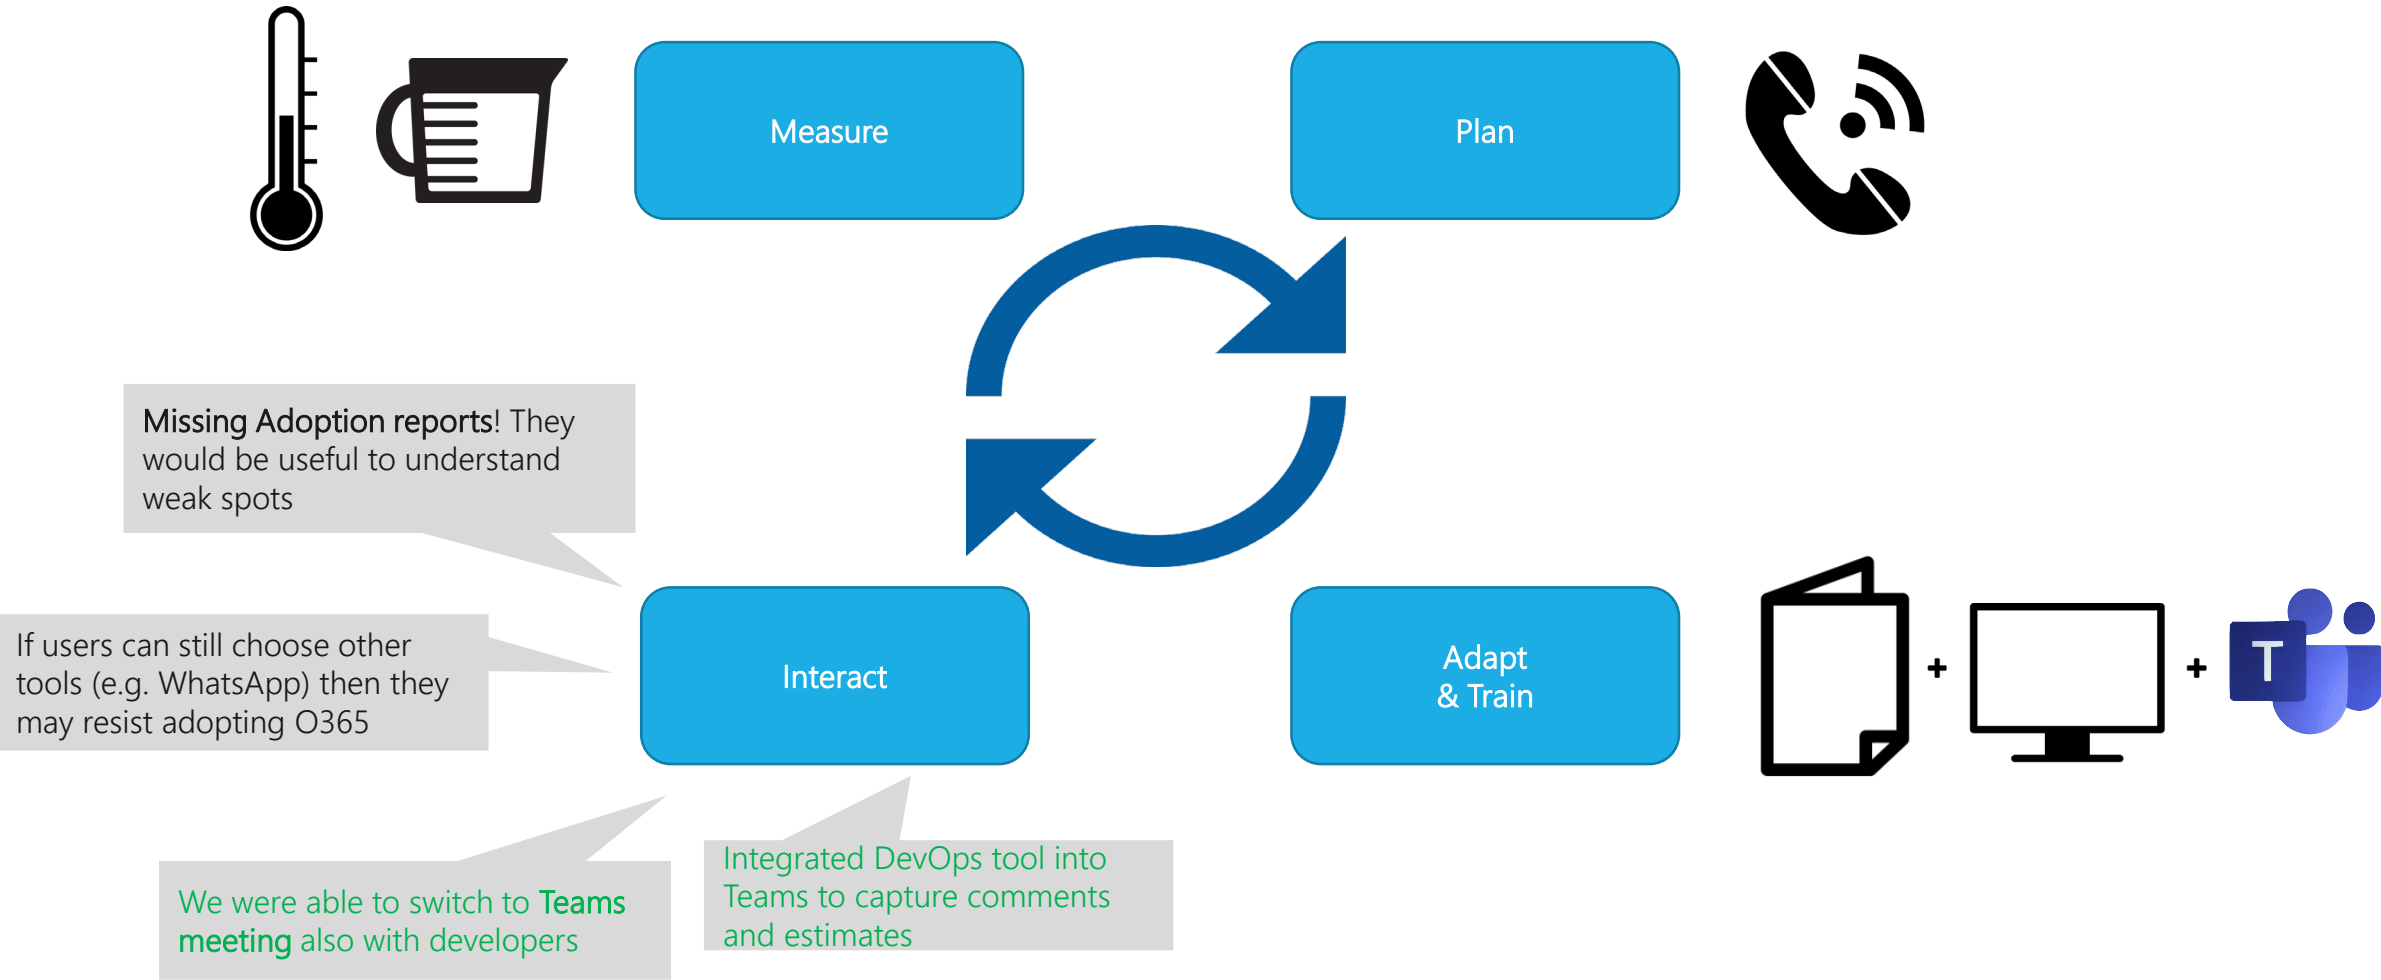 Measure
Plan
Missing Adoption reports! They
would be useful to understand
weak spots
If users can still choose other
tools (e.g. WhatsApp) then they
may resist adopting O365
Interact
Adapt
& Train
+
+
T
We were able to switch to Teams
meeting also with developers
Integrated DevOps tool into
Teams to capture comments
and estimates